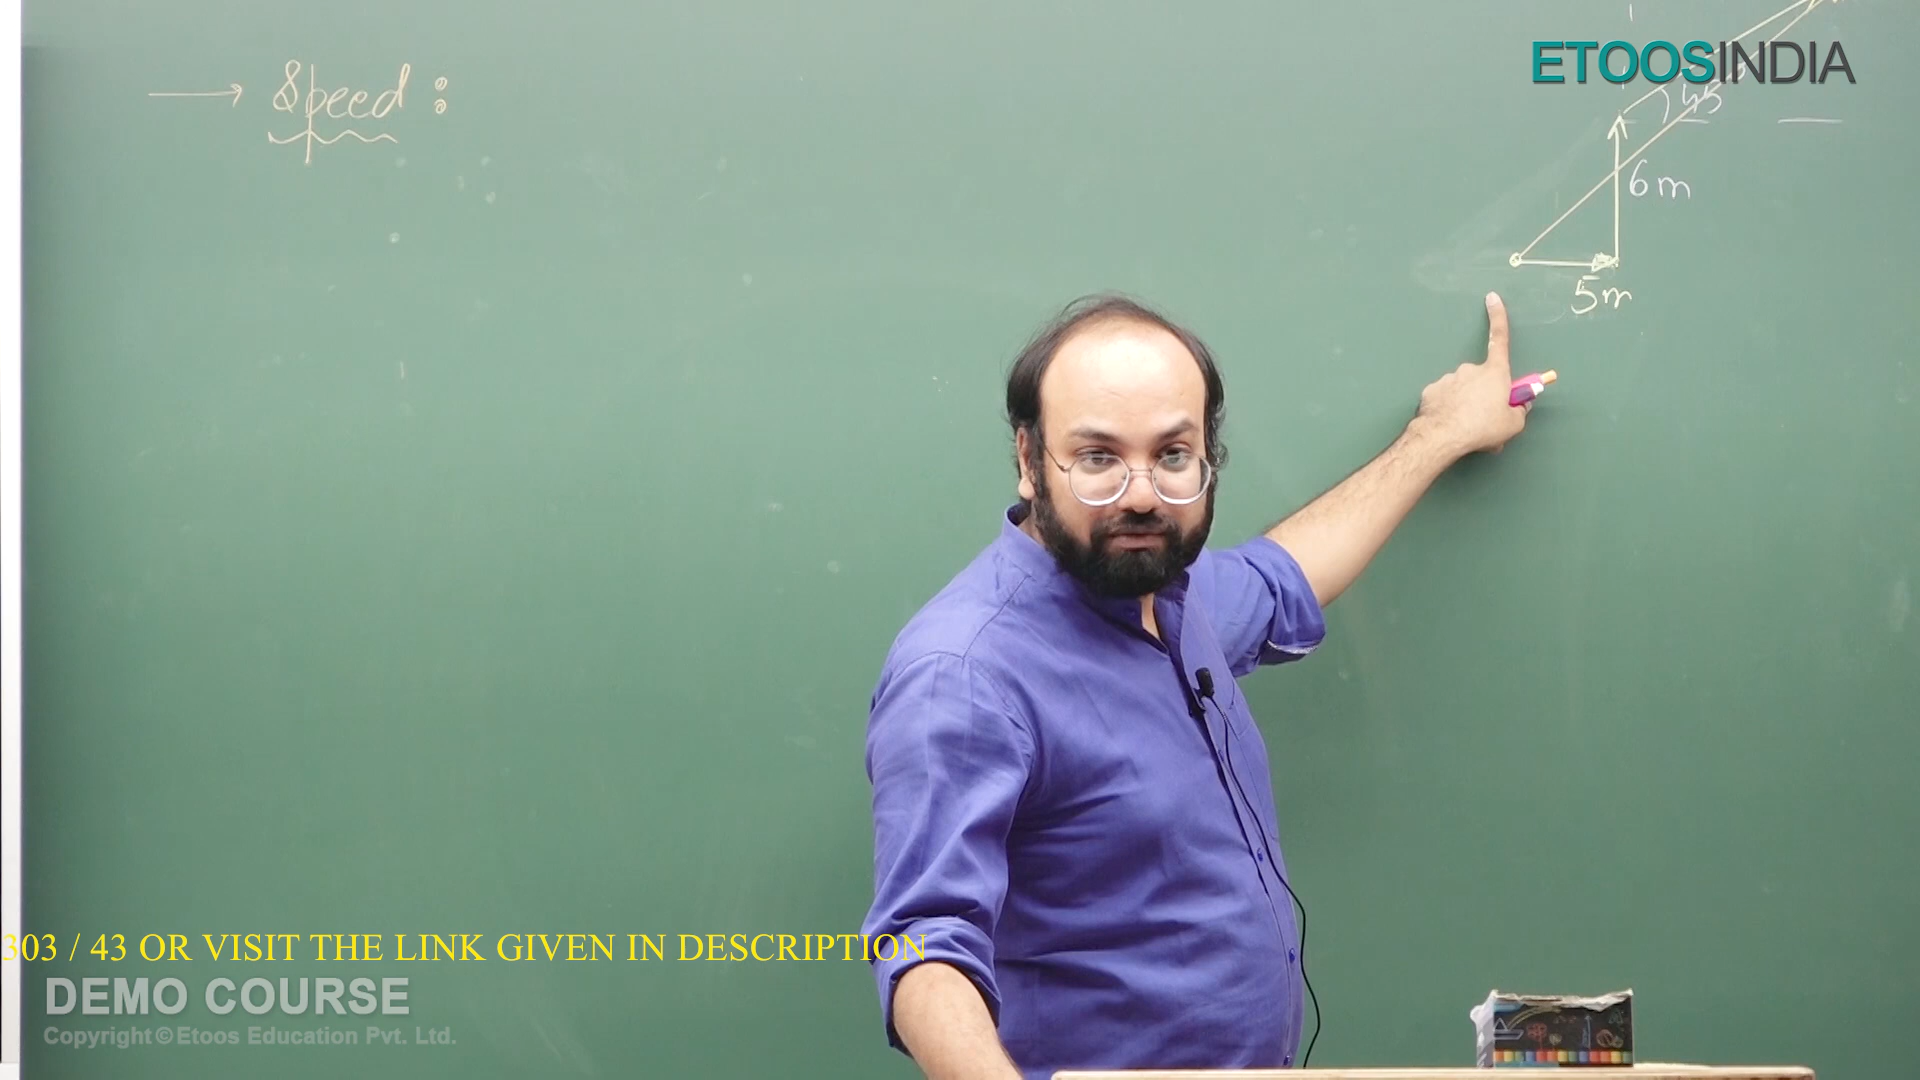 → Speed :
ETOOSINDIA
45°
6m
5m
303 / 43 OR VISIT THE LINK GIVEN IN DESCRIPTION
DEMO COURSE
Copyright © Etoos Education Pvt. Ltd.